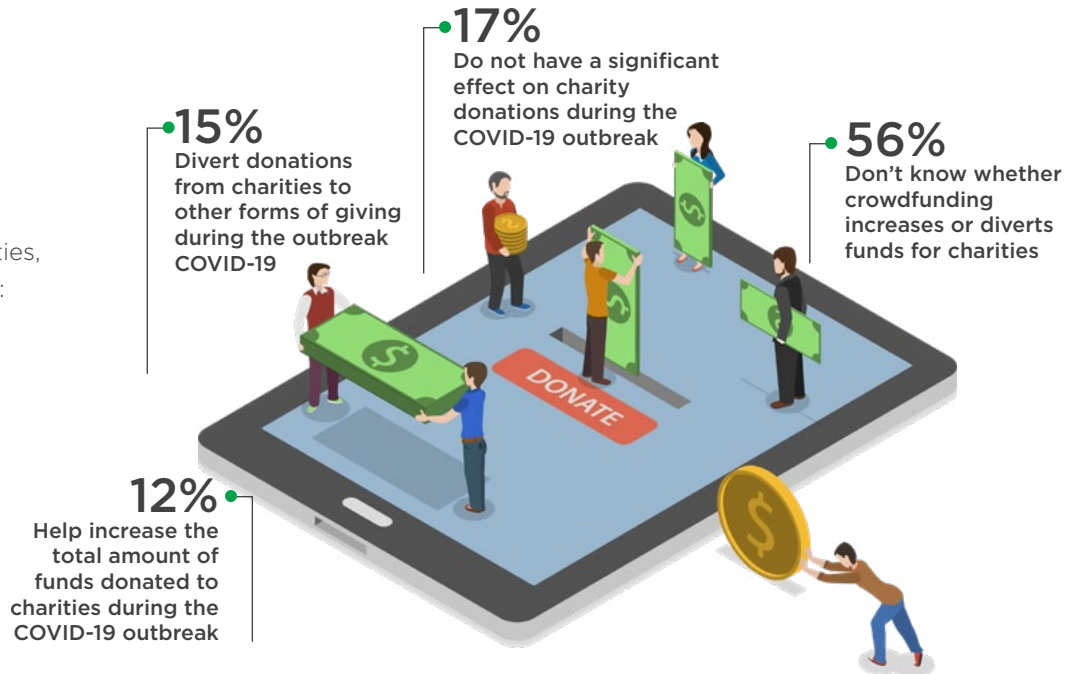 17%
Do not have a significant
effect on charity
donations during the
COVID-19 outbreak
15%
Divert donations
from charities to
other forms of giving
during the outbreak
COVID-19
56%
Don't know whether
crowdfunding
increases or diverts
funds for charities
ties,
:
DONATE
12%
Help increase the
total amount of
funds donated to
charities during the
COVID-19 outbreak